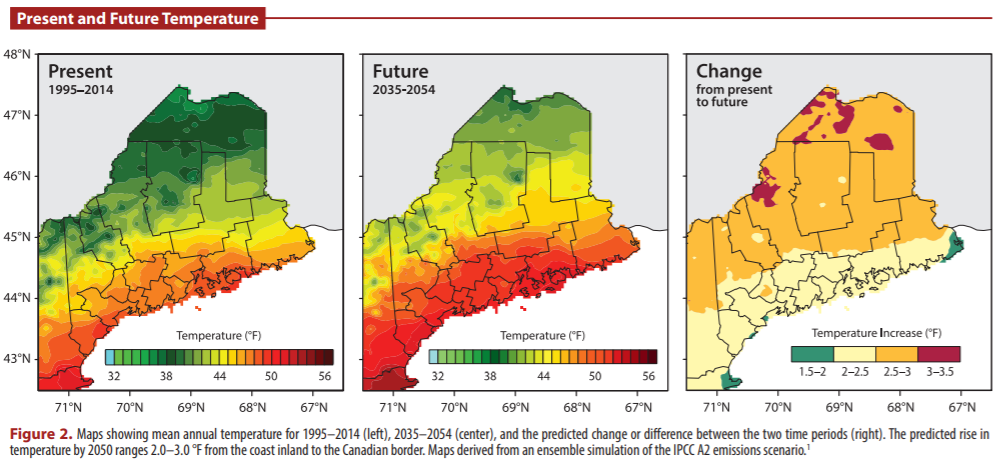 Present and Future Temperature
48°N
47°N
46°N
45°N
44°N
43°N
Present
1995–2014
Temperature (°F)
32 38 44 50 56
71°N 70°N 69°N 68°N 67°N
Future
2035-2054
Temperature (°F)
32 38 44 50 56
71°N 70°N 69°N 68°N 67°N
Change
from present
to future
Temperature Increase (°F)
1.5–2 2–2.5 2.5–3 3–3.5
71°N 70°N 69°N 68°N 67°N
Figure 2. Maps showing mean annual temperature for 1995–2014 (left), 2035–2054 (center), and the predicted change or difference between the two time periods (right). The predicted rise in
temperature by 2050 ranges 2.0–3.0 °F from the coast inland to the Canadian border. Maps derived from an ensemble simulation of the IPCC A2 emissions scenario.¹